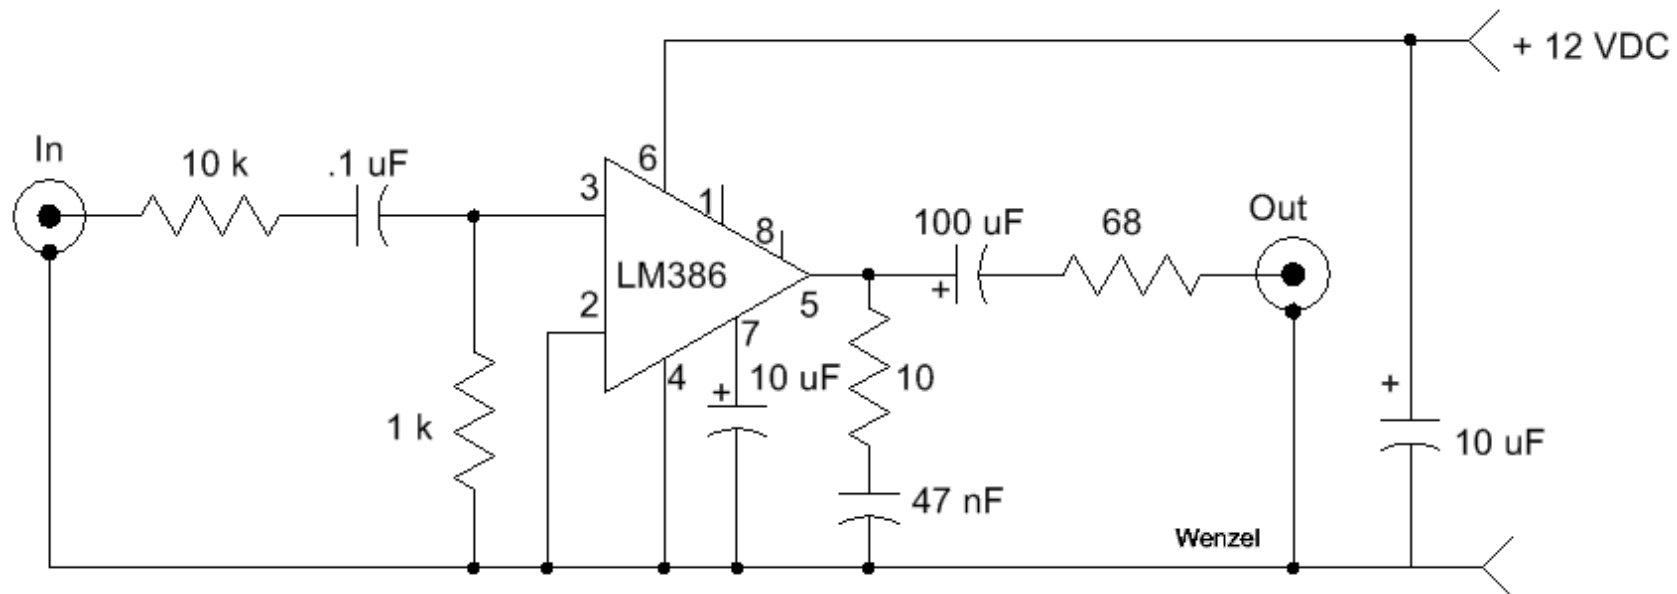 + 12 VDC
In
10 k
.1 uF
3
6
1
8
100 uF
68
Out
LM386
2
5
7
4
+
10 uF
+
10
+
1 k
10 uF
47 nF
Wenzel